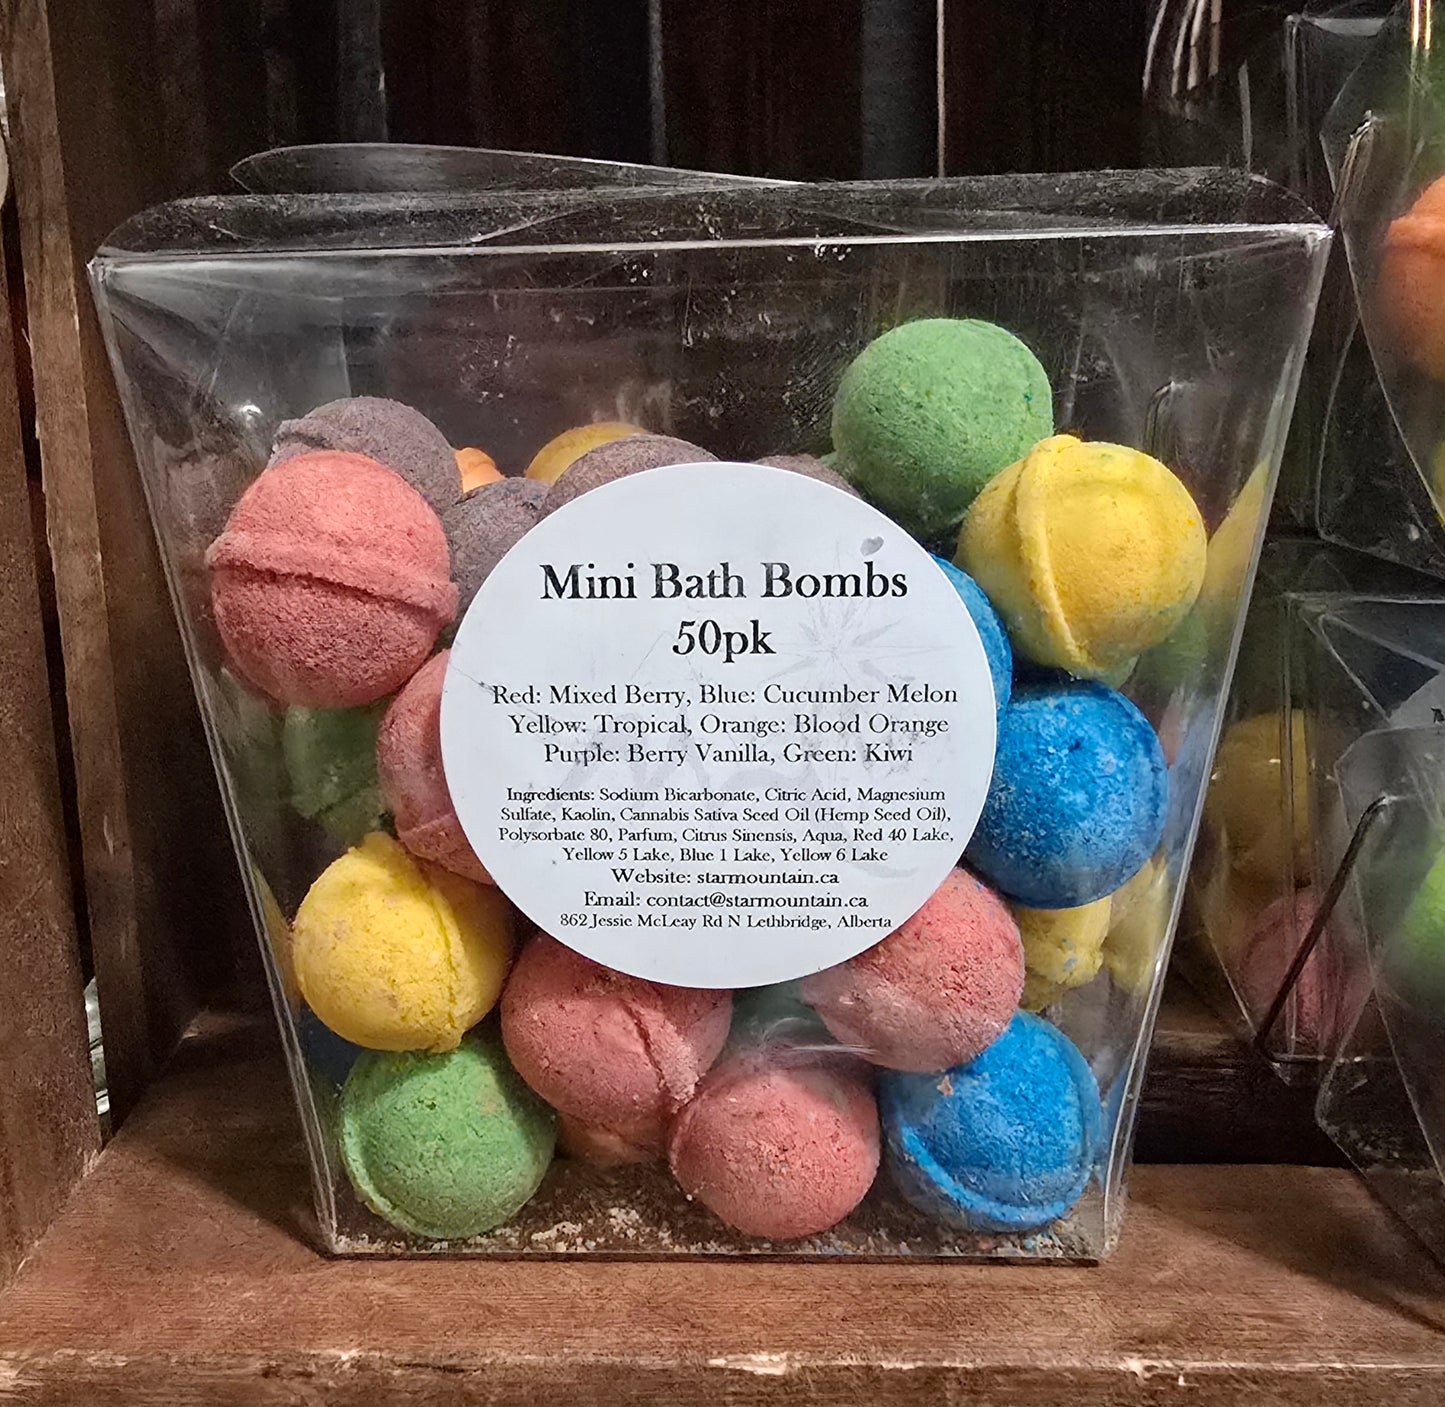 Mini Bath Bombs
50pk
Red: Mixed Berry, Blue: Cucumber Melon
Yellow: Tropical, Orange: Blood Orange
Purple: Berry Vanilla, Green: Kiwi
Ingredients: Sodium Bicarbonate, Citric Acid, Magnesium
Sulfate, Kaolin, Cannabis Sativa Seed Oil (Hemp Seed Oil),
Polysorbate 80, Parfum, Citrus Sinensis, Aqua, Red 40 Lake,
Yellow 5 Lake, Blue 1 Lake, Yellow 6 Lake
Website: starmountain.ca
Email: contact@starmountain.ca
862 Jessie McLeay Rd N Lethbridge, Alberta